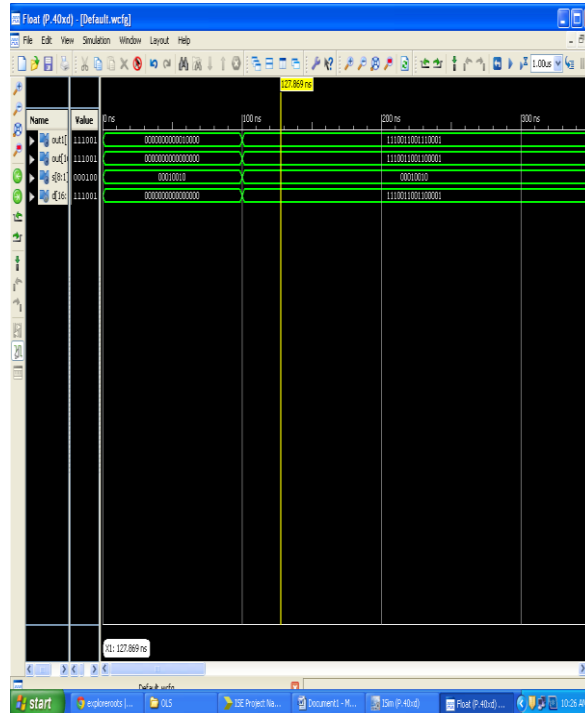 Float (P.40xd) - [Default.wcfg]
File Edit View Simulation Window Layout Help
1.00us
127.869 ns
Name Value 0 ns 100 ns 200 ns 300 ns
out1[ 111001 0000000000010000 1110011001110001
out[1 111001 0000000000000000 1110011001100001
s[8:1] 000100 00010010 00010010
d[16: 111001 0000000000000000 1110011001100001
X1: 127.869 ns
Default.wcfg
start exploreroots |... OLS ISE Project Na... Document1 - M... ISim (P.40xd) Float (P.40xd) ... 10:26